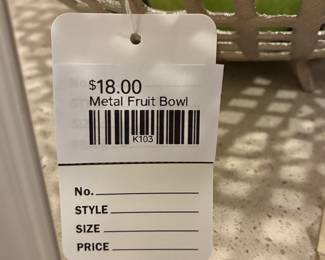 $18.00
Metal Fruit Bowl
K103
No.
STYLE
SIZE
PRICE